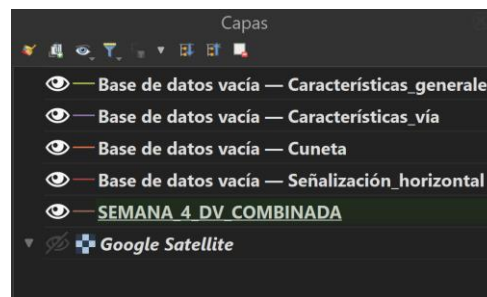 Capas
Base de datos vacía — Características_generale
Base de datos vacía — Características_vía
Base de datos vacía — Cuneta
Base de datos vacía — Señalización_horizontal
SEMANA_4_DV_COMBINADA
Google Satellite